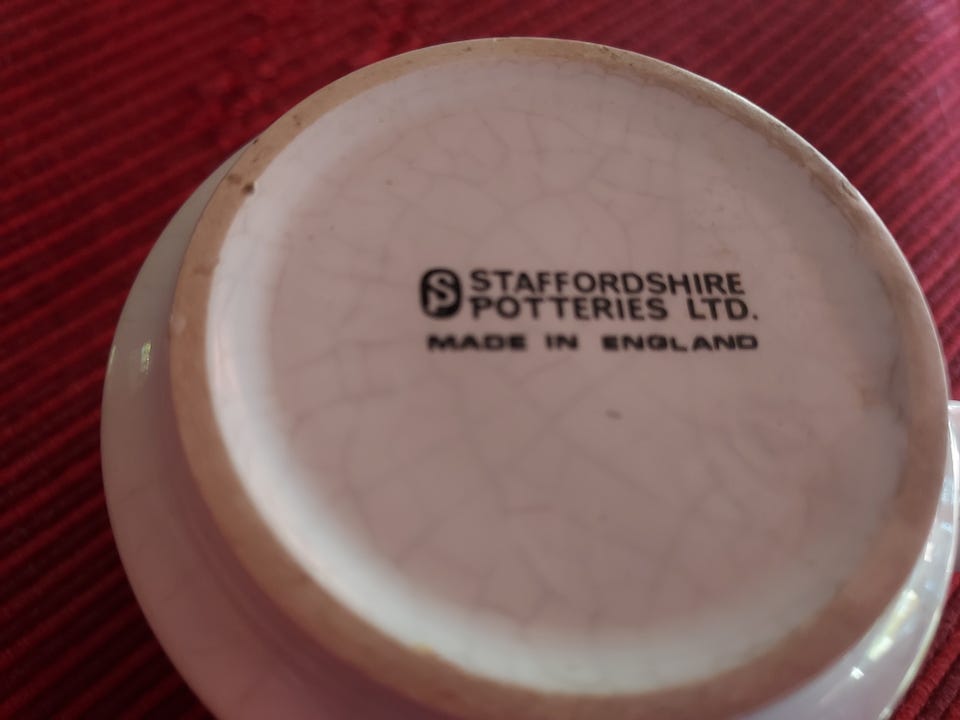 S STAFFORDSHIRE
POTTERIES LTD.
MADE IN ENGLAND